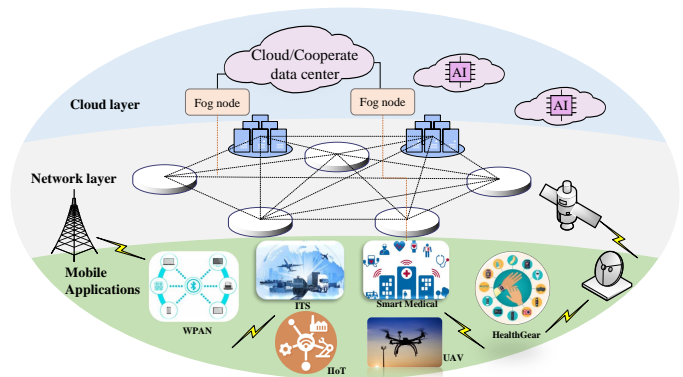 Cloud/Cooperate
data center
AI
AI
Cloud layer
Fog node
Fog node
Network layer
Mobile
Applications
ITS
Smart Medical
WPAN
HealthGear
IIoT
UAV